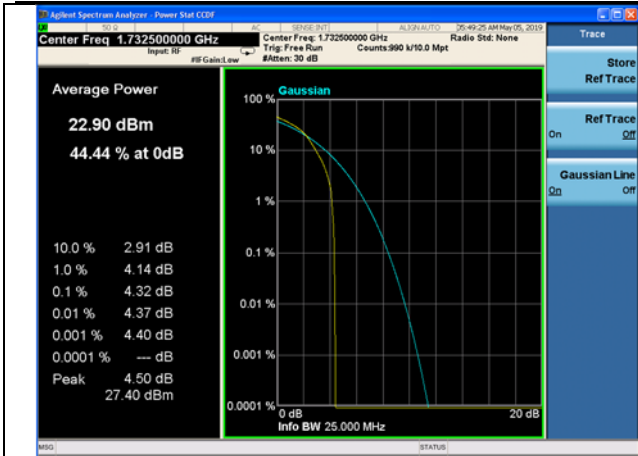 Agilent Spectrum Analyzer - Power Stat CCDF
50 Ω AC SENSE:INT ALIGN AUTO 05:49:25 AM May 05, 2019
Center Freq 1.732500000 GHz
Input: RF
#IFGain:Low
Center Freq: 1.732500000 GHz
Trig: Free Run Counts:990 k/10.0 Mpt
#Atten: 30 dB
Radio Std: None
Trace
Store
Ref Trace
Ref Trace
On Off
Gaussian Line
On Off
Average Power
22.90 dBm
44.44 % at 0dB
10.0 % 2.91 dB
1.0 % 4.14 dB
0.1 % 4.32 dB
0.01 % 4.37 dB
0.001 % 4.40 dB
0.0001 % --- dB
Peak 4.50 dB
27.40 dBm
Gaussian
100 %
10 %
1 %
0.1 %
0.01 %
0.001 %
0.0001 %
0 dB 20 dB
Info BW 25.000 MHz
MSG STATUS